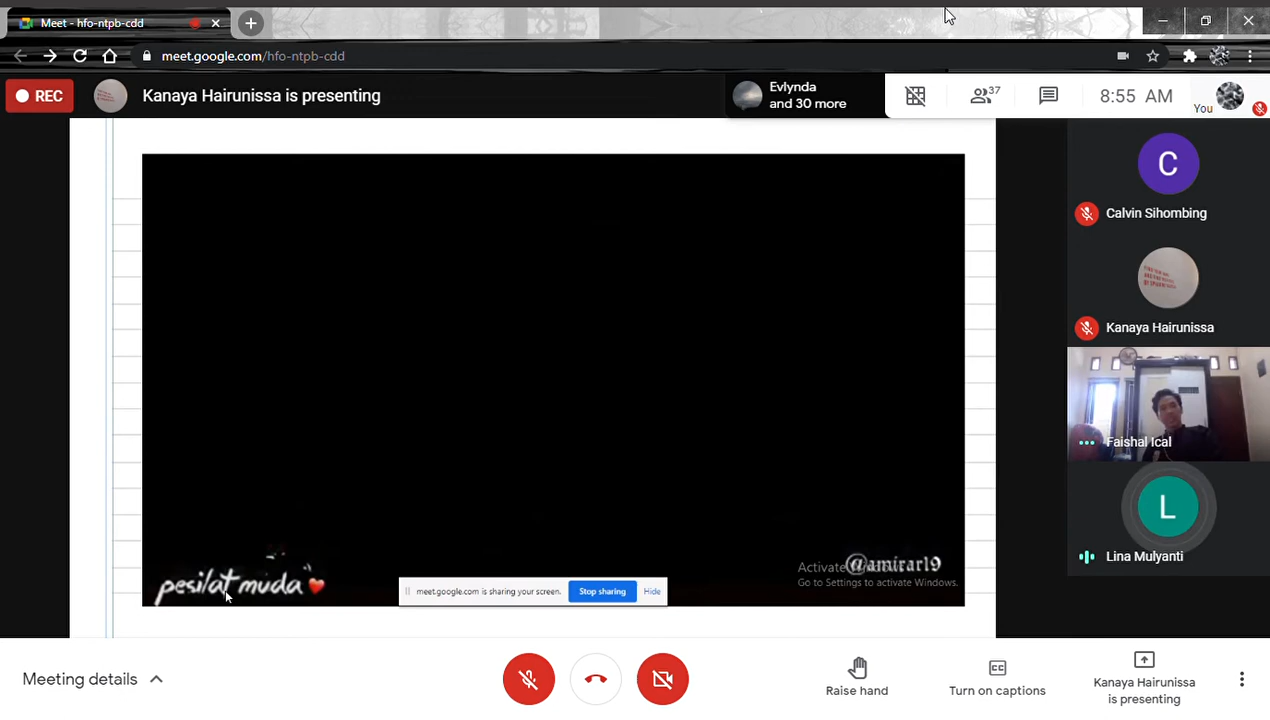 Meet - hfo-ntpb-cdd
meet.google.com/hfo-ntpb-cdd
REC
Kanaya Hairunissa is presenting
Evlynda
and 30 more
37
8:55 AM
You
C
Calvin Sihombing
Kanaya Hairunissa
Faishal Ical
L
Lina Mulyanti
pesilat muda
@amirar19
Activate
Go to Settings to activate Windows.
meet.google.com is sharing your screen.
Stop sharing
Hide
Meeting details
Raise hand
Turn on captions
Kanaya Hairunissa
is presenting